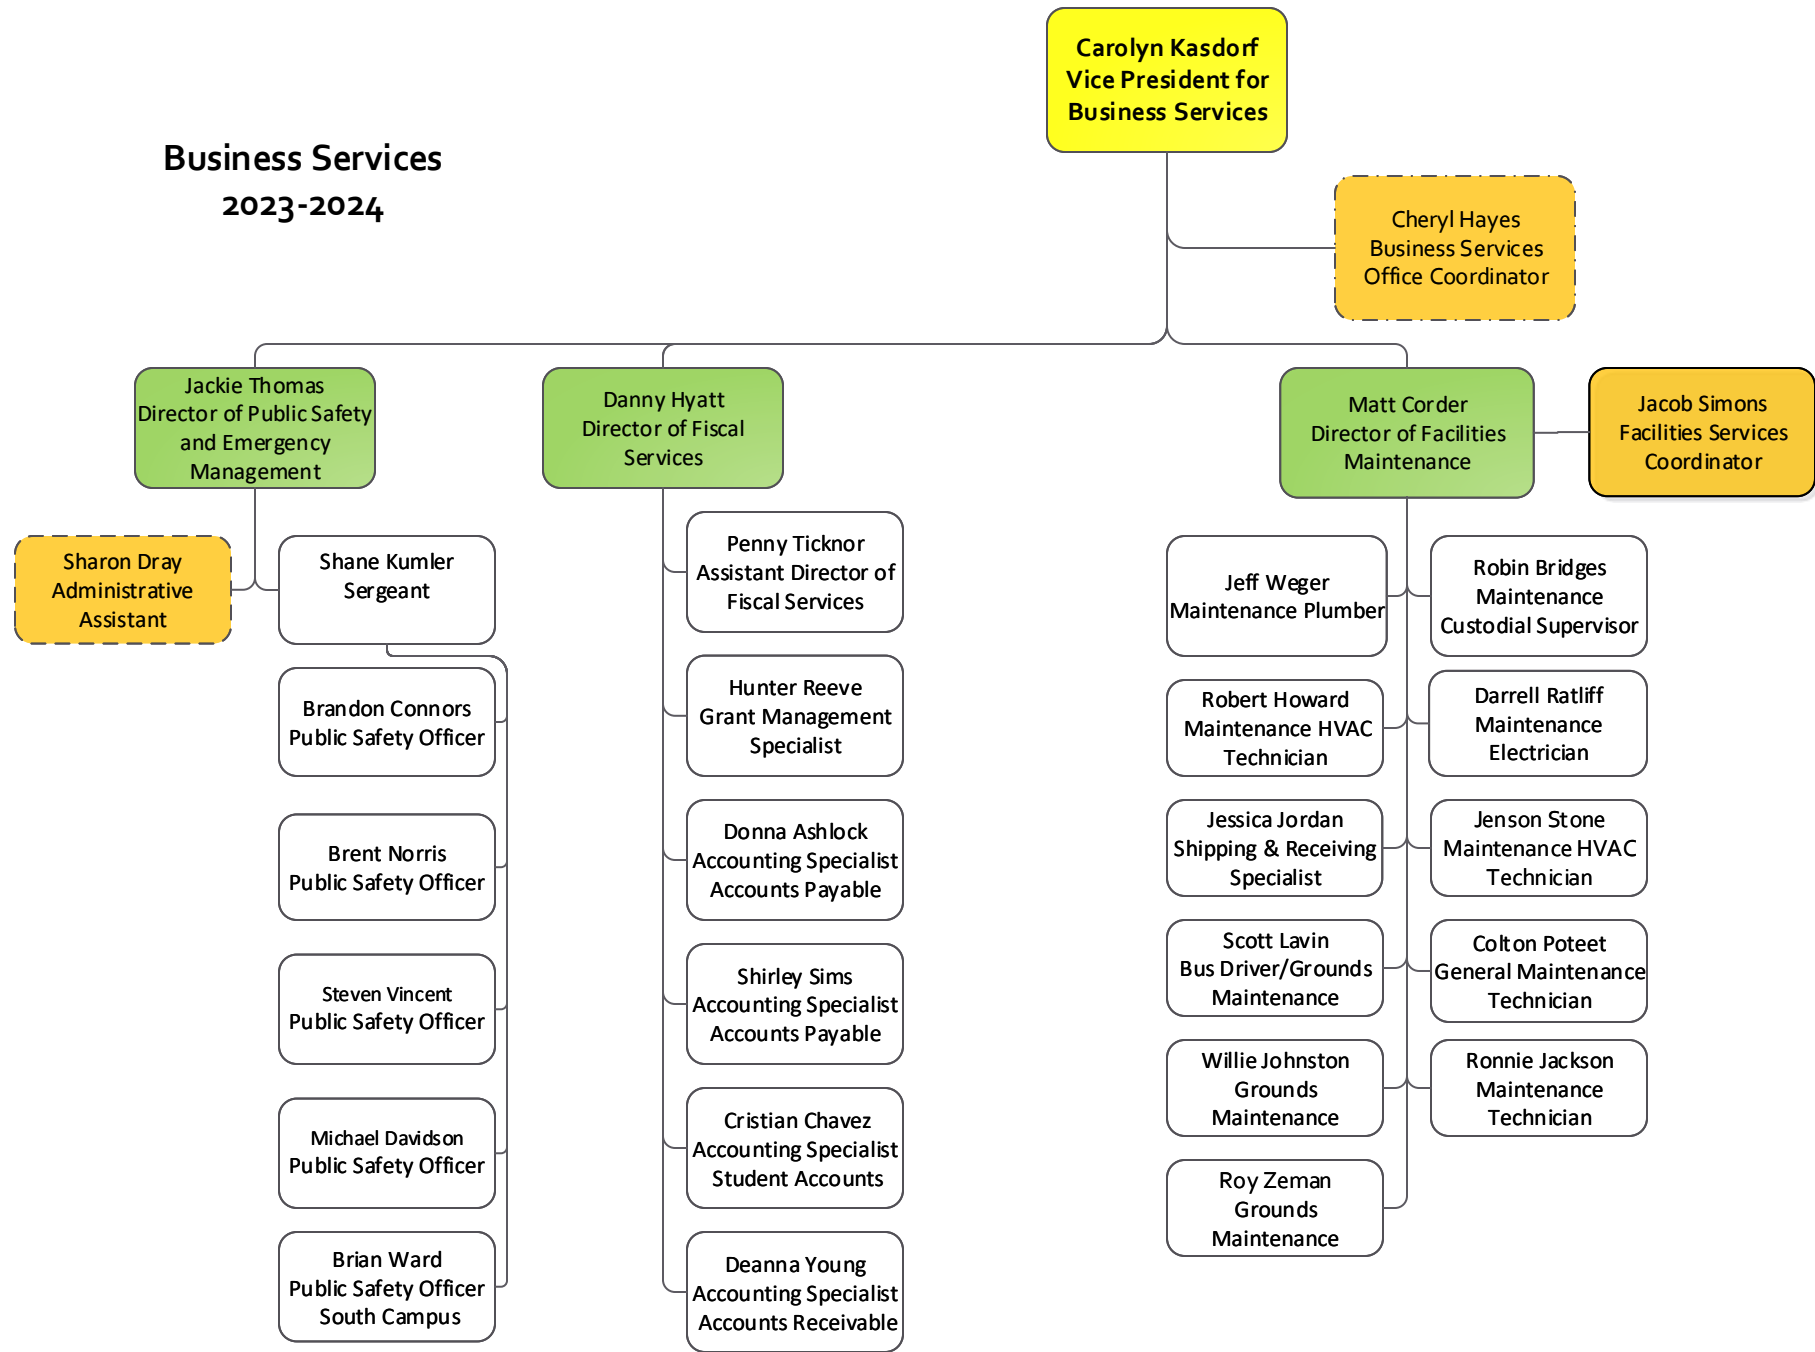 Carolyn Kasdorf
Vice President for
Business Services
Business Services
2023-2024
Cheryl Hayes
Business Services
Office Coordinator
Jackie Thomas
Director of Public Safety
and Emergency
Management
Danny Hyatt
Director of Fiscal
Services
Matt Corder
Director of Facilities
Maintenance
Jacob Simons
Facilities Services
Coordinator
Sharon Dray
Administrative
Assistant
Shane Kumler
Sergeant
Brandon Connors
Public Safety Officer
Brent Norris
Public Safety Officer
Steven Vincent
Public Safety Officer
Michael Davidson
Public Safety Officer
Brian Ward
Public Safety Officer
South Campus
Penny Ticknor
Assistant Director of
Fiscal Services
Hunter Reeve
Grant Management
Specialist
Donna Ashlock
Accounting Specialist
Accounts Payable
Shirley Sims
Accounting Specialist
Accounts Payable
Cristian Chavez
Accounting Specialist
Student Accounts
Deanna Young
Accounting Specialist
Accounts Receivable
Jeff Weger
Maintenance Plumber
Robin Bridges
Maintenance
Custodial Supervisor
Robert Howard
Maintenance HVAC
Technician
Darrell Ratliff
Maintenance
Electrician
Jessica Jordan
Shipping & Receiving
Specialist
Jenson Stone
Maintenance HVAC
Technician
Scott Lavin
Bus Driver/Grounds
Maintenance
Colton Poteet
General Maintenance
Technician
Willie Johnston
Grounds
Maintenance
Ronnie Jackson
Maintenance
Technician
Roy Zeman
Grounds
Maintenance